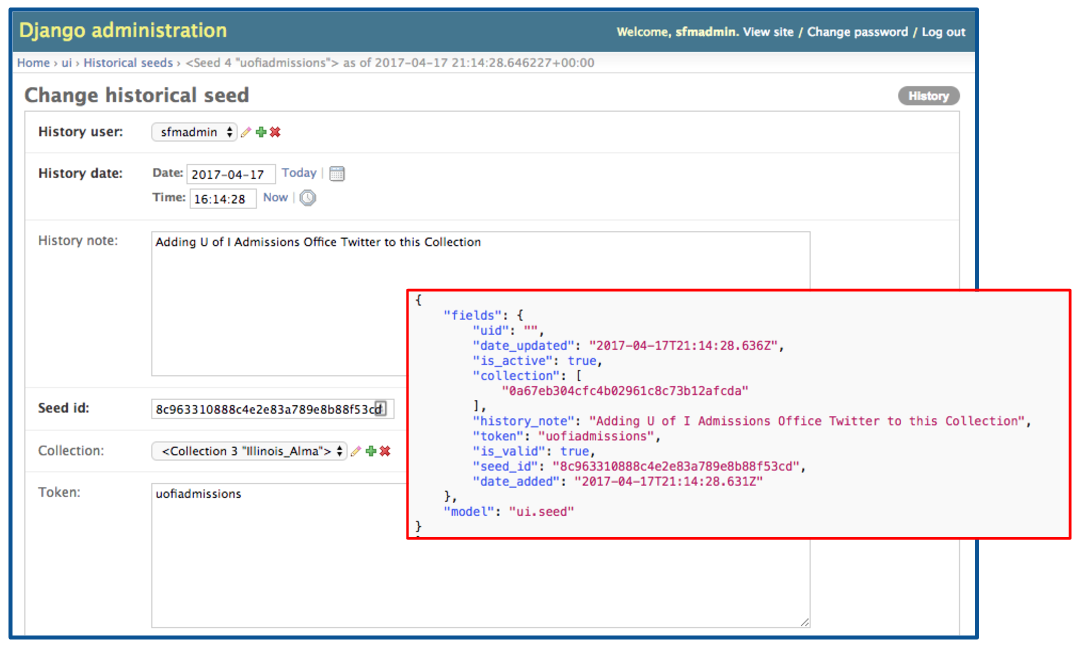 Django administration
Welcome, sfmadmin. View site / Change password / Log out
Home › ui › Historical seeds › <Seed 4 "uofiadmissions"> as of 2017-04-17 21:14:28.646227+00:00
Change historical seed
History
History user: sfmadmin
History date: Date: 2017-04-17 Today
Time: 16:14:28 Now
History note: Adding U of I Admissions Office Twitter to this Collection
Seed id: 8c963310888c4e2e83a789e8b88f53cd
Collection: <Collection 3 "Illinois_Alma">
Token: uofiadmissions
{
"fields": {
"uid": "",
"date_updated": "2017-04-17T21:14:28.636Z",
"is_active": true,
"collection": [
"0a67eb304cfc4b02961c8c73b12afcda"
],
"history_note": "Adding U of I Admissions Office Twitter to this Collection",
"token": "uofiadmissions",
"is_valid": true,
"seed_id": "8c963310888c4e2e83a789e8b88f53cd",
"date_added": "2017-04-17T21:14:28.631Z"
},
"model": "ui.seed"
}